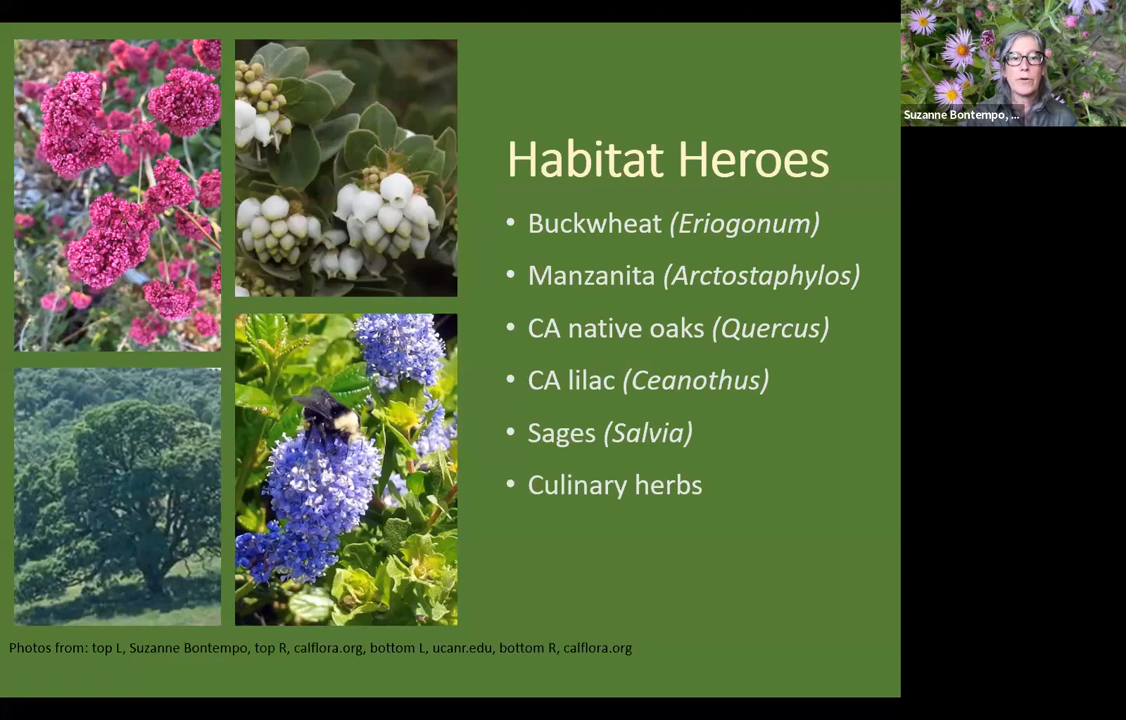 Suzanne Bontempo, ...
Habitat Heroes
• Buckwheat (Eriogonum)
• Manzanita (Arctostaphylos)
• CA native oaks (Quercus)
• CA lilac (Ceanothus)
• Sages (Salvia)
• Culinary herbs
Photos from: top L, Suzanne Bontempo, top R, calflora.org, bottom L, ucanr.edu, bottom R, calflora.org